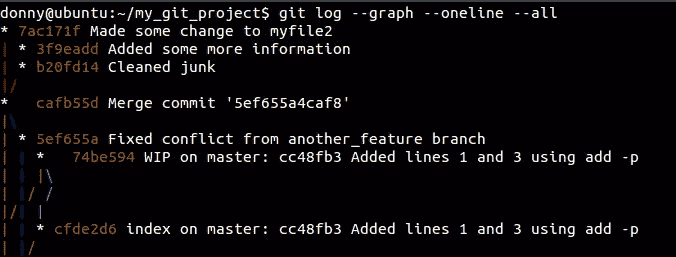 donny@ubuntu:~/my_git_project$ git log --graph --oneline --all
* 7ac171f Made some change to myfile2
| * 3f9eadd Added some more information
| * b20fd14 Cleaned junk
|/
*   cafb55d Merge commit '5ef655a4caf8'
|\
| * 5ef655a Fixed conflict from another_feature branch
| | *   74be594 WIP on master: cc48fb3 Added lines 1 and 3 using add -p
| | |\
| | / /
|/| |
| | * cfde2d6 index on master: cc48fb3 Added lines 1 and 3 using add -p
| |/